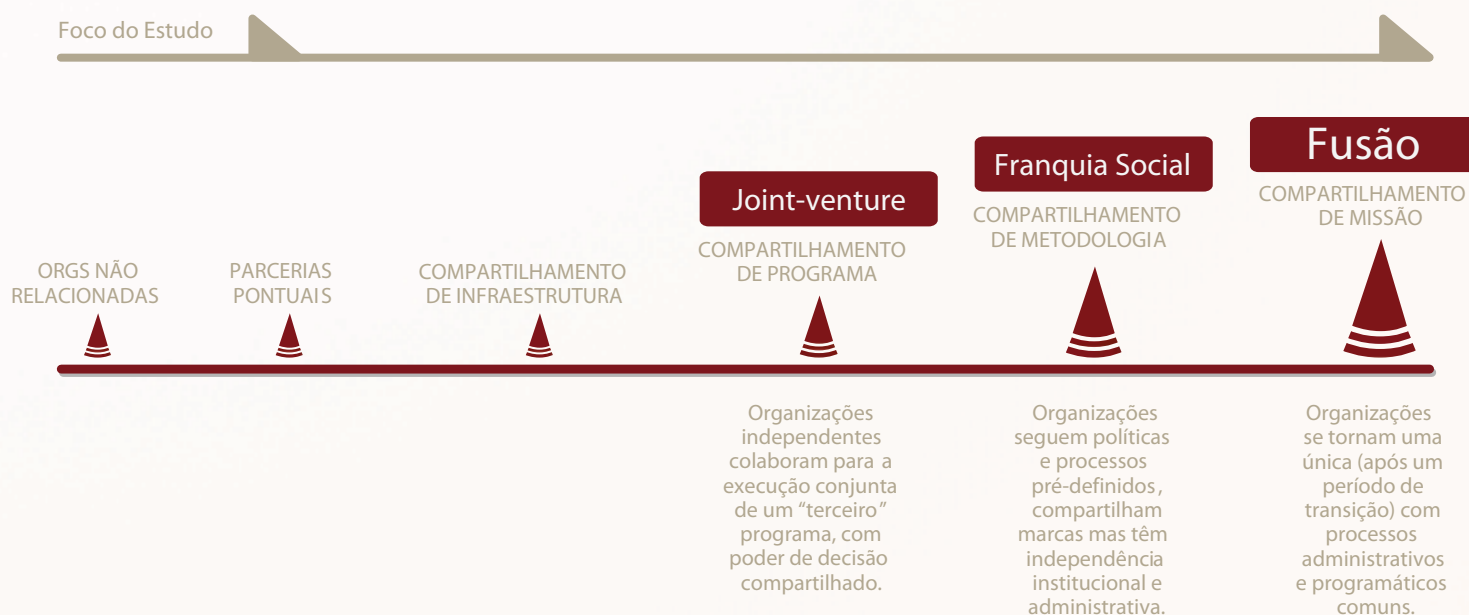 Foco do Estudo
ORGS NÃO
RELACIONADAS
PARCERIAS
PONTUAIS
COMPARTILHAMENTO
DE INFRAESTRUTURA
Joint-venture
COMPARTILHAMENTO
DE PROGRAMA
Franquia Social
COMPARTILHAMENTO
DE METODOLOGIA
Fusão
COMPARTILHAMENTO
DE MISSÃO
Organizações
independentes
colaboram para a
execução conjunta
de um “terceiro”
programa, com
poder de decisão
compartilhado.
Organizações
seguem políticas
e processos
pré-definidos,
compartilham
marcas mas têm
independência
institucional e
administrativa.
Organizações
se tornam uma
única (após um
período de
transição) com
processos
administrativos
e programáticos
comuns.